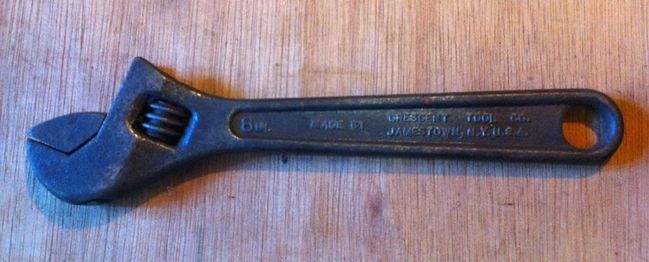 8 IN. MADE BY CRESCENT TOOL CO.
JAMESTOWN, N.Y. U.S.A.